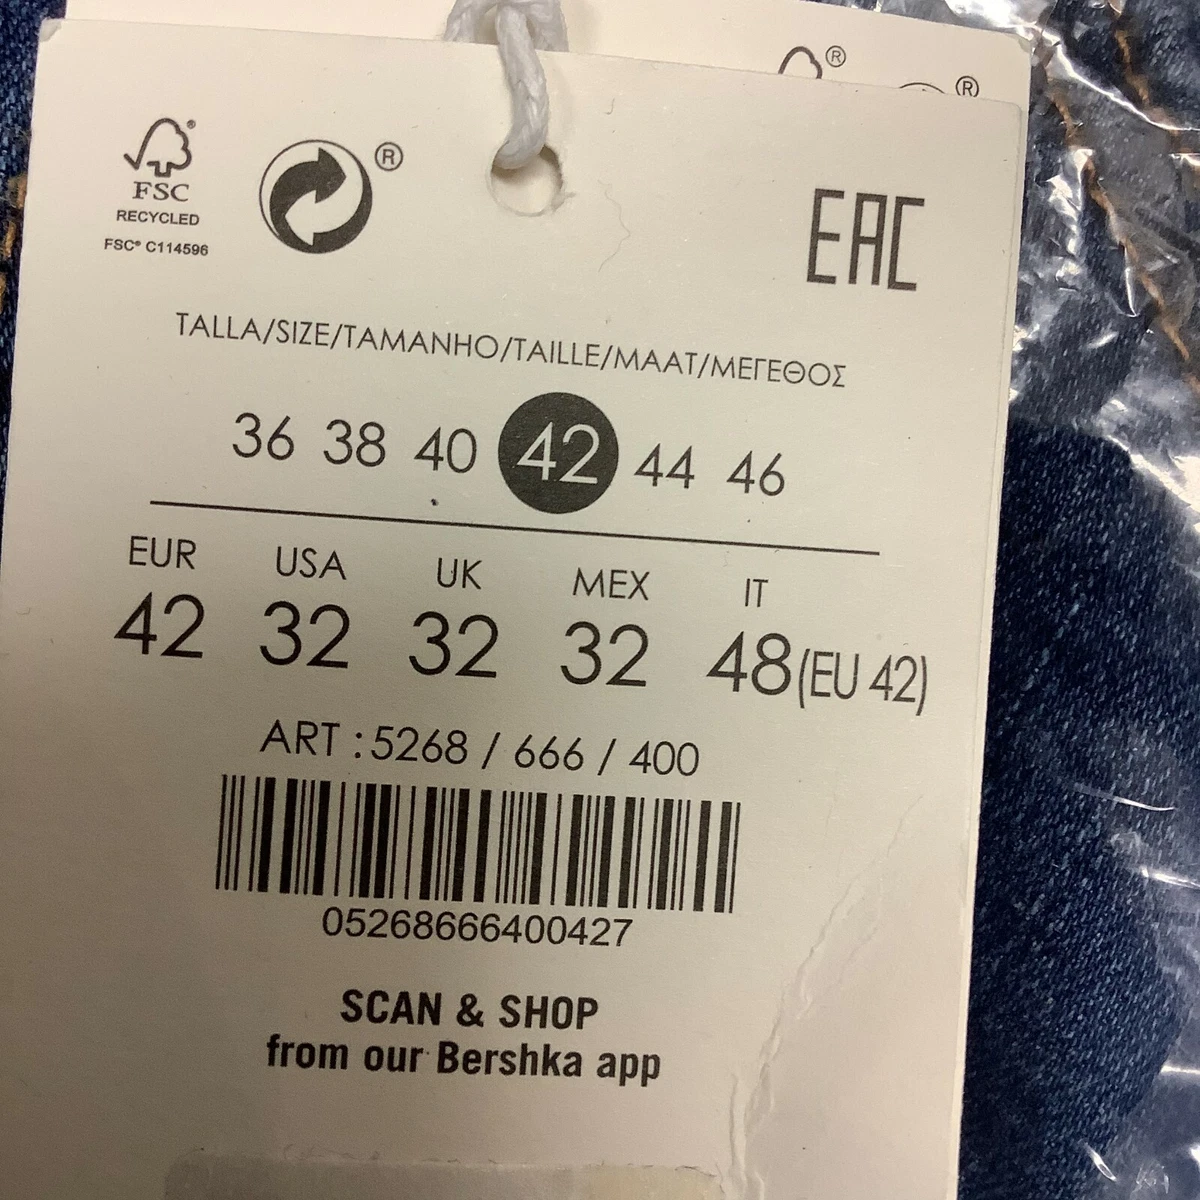 ®
®
FSC®
RECYCLED
FSC® C114596
®
EAC
TALLA/SIZE/TAMANHO/TAILLE/MAAT/ΜΕΓΕΘΟΣ
36 38 40 42 44 46
EUR USA UK MEX IT
42 32 32 32 48(EU 42)
ART : 5268 / 666 / 400
05268666400427
SCAN & SHOP
from our Bershka app